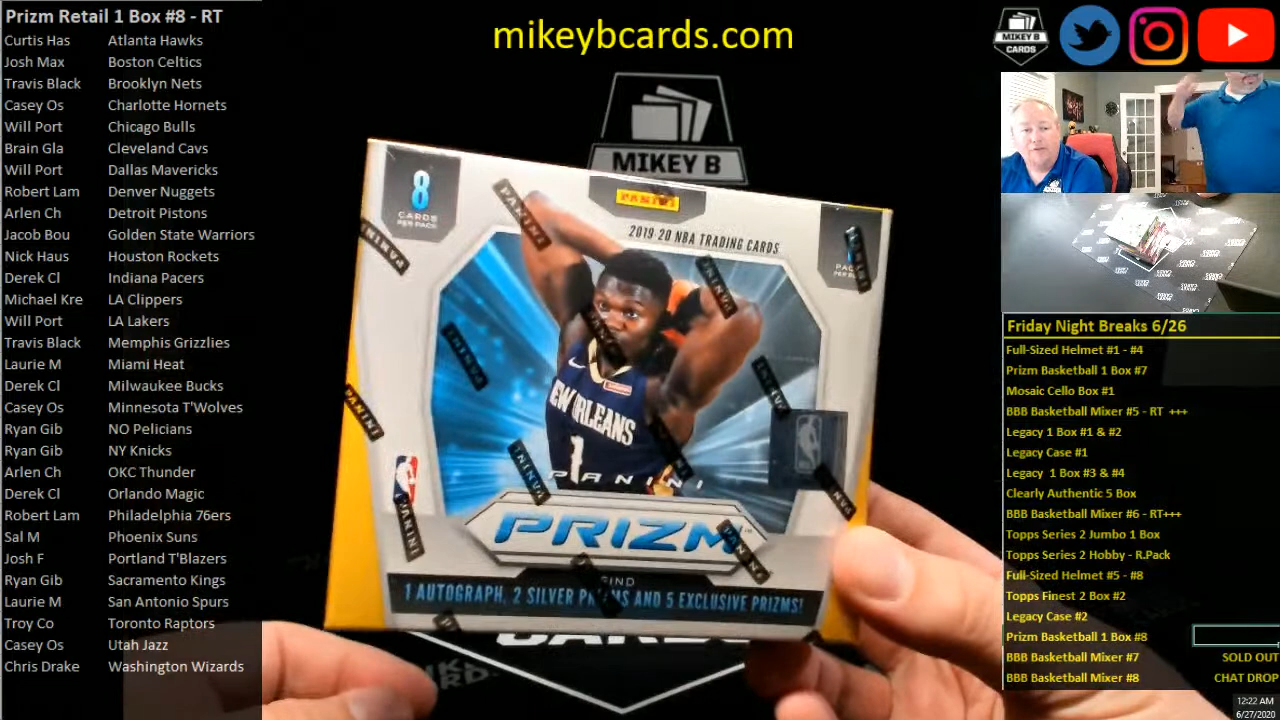 Prizm Retail 1 Box #8 - RT
Curtis Has Atlanta Hawks
Josh Max Boston Celtics
Travis Black Brooklyn Nets
Casey Os Charlotte Hornets
Will Port Chicago Bulls
Brain Gla Cleveland Cavs
Will Port Dallas Mavericks
Robert Lam Denver Nuggets
Arlen Ch Detroit Pistons
Jacob Bou Golden State Warriors
Nick Haus Houston Rockets
Derek Cl Indiana Pacers
Michael Kre LA Clippers
Will Port LA Lakers
Travis Black Memphis Grizzlies
Laurie M Miami Heat
Derek Cl Milwaukee Bucks
Casey Os Minnesota T'Wolves
Ryan Gib NO Pelicians
Ryan Gib NY Knicks
Arlen Ch OKC Thunder
Derek Cl Orlando Magic
Robert Lam Philadelphia 76ers
Sal M Phoenix Suns
Josh F Portland T'Blazers
Ryan Gib Sacramento Kings
Laurie M San Antonio Spurs
Troy Co Toronto Raptors
Casey Os Utah Jazz
Chris Drake Washington Wizards
mikeybcards.com
MIKEY B
8
CARDS
PER PACK
PANINI
2019-20 NBA TRADING CARDS
NEW ORLEANS
1
PANINI
PRIZM
FIND
1 AUTOGRAPH, 2 SILVER PRIZMS AND 5 EXCLUSIVE PRIZMS!
CARDS
MIKEY B
CARDS
Friday Night Breaks 6/26
Full-Sized Helmet #1 - #4
Prizm Basketball 1 Box #7
Mosaic Cello Box #1
BBB Basketball Mixer #5 - RT +++
Legacy 1 Box #1 & #2
Legacy Case #1
Legacy 1 Box #3 & #4
Clearly Authentic 5 Box
BBB Basketball Mixer #6 - RT+++
Topps Series 2 Jumbo 1 Box
Topps Series 2 Hobby - R.Pack
Full-Sized Helmet #5 - #8
Topps Finest 2 Box #2
Legacy Case #2
Prizm Basketball 1 Box #8
BBB Basketball Mixer #7 SOLD OUT
BBB Basketball Mixer #8 CHAT DROP
12:22 AM
6/27/2020